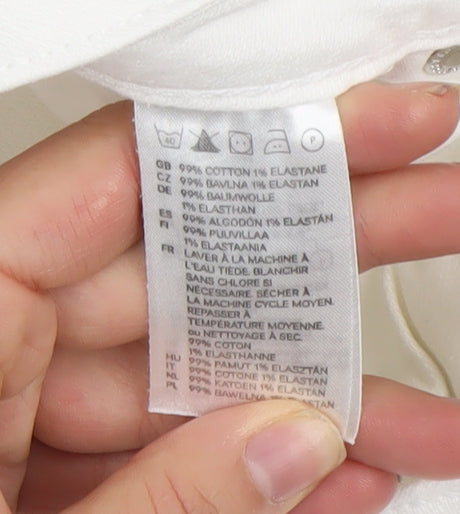 40
P
GB 99% COTTON 1% ELASTANE
CZ 99% BAVLNA 1% ELASTAN
DE 99% BAUMWOLLE
1% ELASTHAN
ES 99% ALGODÓN 1% ELASTÁN
FI 99% PUUVILLAA
1% ELASTAANIA
FR LAVER À LA MACHINE À
L'EAU TIÈDE. BLANCHIR
SANS CHLORE SI
NÉCESSAIRE. SÉCHER À
LA MACHINE CYCLE MOYEN.
REPASSER À
TEMPÉRATURE MOYENNE.
ou NETTOYAGE À SEC.
99% COTON
1% ELASTHANNE
HU 99% PAMUT 1% ELASZTÁN
IT 99% COTONE 1% ELASTAN
NL 99% KATOEN 1% ELASTAN
PL 99% BAWEŁNA 1% ELASTAN